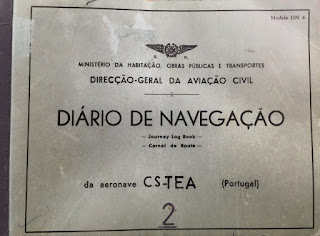 Modelo DN 4
S. R.
MINISTÉRIO DA HABITAÇÃO, OBRAS PÚBLICAS E TRANSPORTES
DIRECÇÃO-GERAL DA AVIAÇÃO CIVIL
DIÁRIO DE NAVEGAÇÃO
— Journey Log Book —
— Carnet de Route —
da aeronave CS-TEA (Portugal)
2